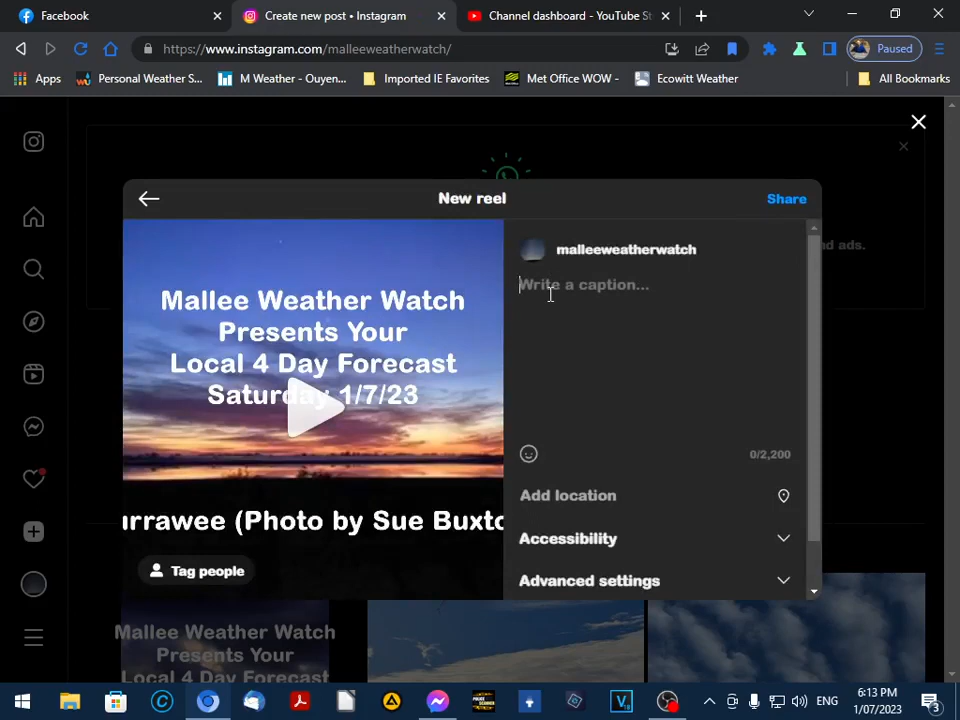 Facebook
Create new post • Instagram
Channel dashboard - YouTube St
https://www.instagram.com/malleeweatherwatch/
Paused
Apps
Personal Weather S...
M Weather - Ouyen...
Imported IE Favorites
Met Office WOW -
Ecowitt Weather
All Bookmarks
nd ads.
New reel
Share
Mallee Weather Watch
Presents Your
Local 4 Day Forecast
Saturday 1/7/23
urrawee (Photo by Sue Buxto
Tag people
malleeweatherwatch
Write a caption...
0/2,200
Add location
Accessibility
Advanced settings
Mallee Weather Watch
Presents Your
Local 4 Day Forecast
ENG
6:13 PM
1/07/2023
3